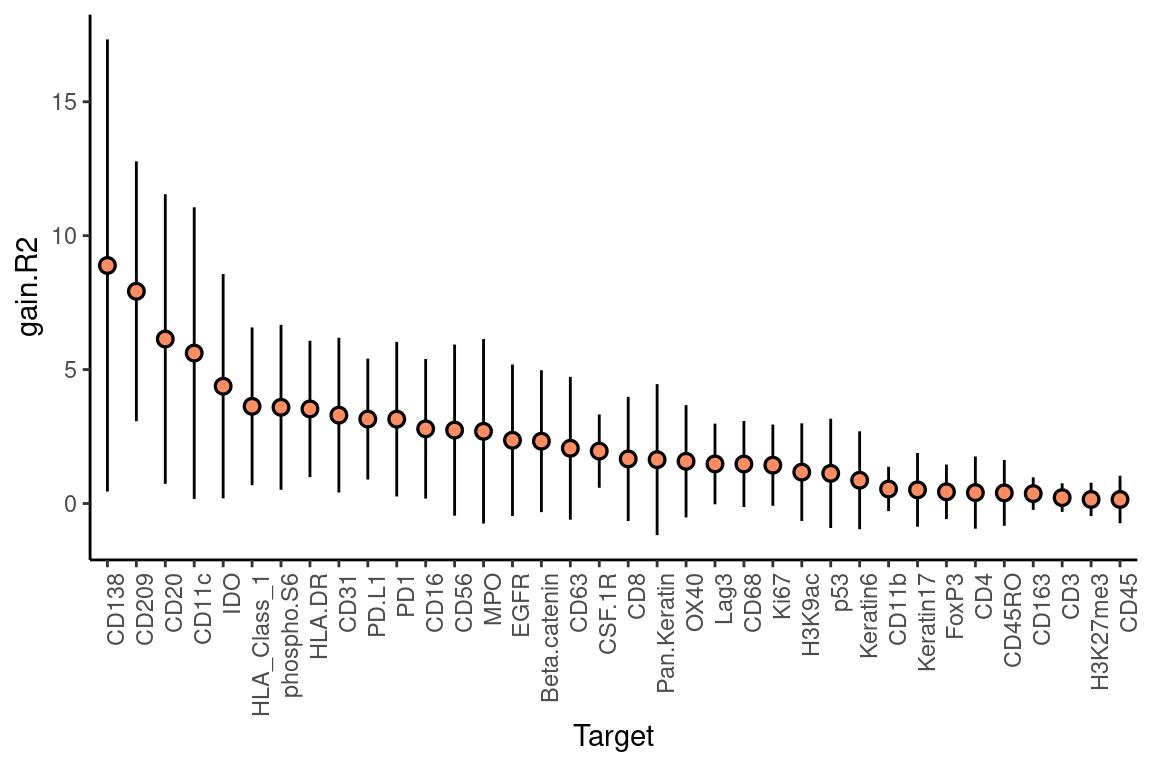 gain.R2
15
10
5
0
CD138
CD209
CD20
CD11c
IDO
HLA_Class_1
phospho.S6
HLA.DR
CD31
PD.L1
PD1
CD16
CD56
MPO
EGFR
Beta.catenin
CD63
CSF.1R
CD8
Pan.Keratin
OX40
Lag3
CD68
Ki67
H3K9ac
p53
Keratin6
CD11b
Keratin17
FoxP3
CD4
CD45RO
CD163
CD3
H3K27me3
CD45
Target